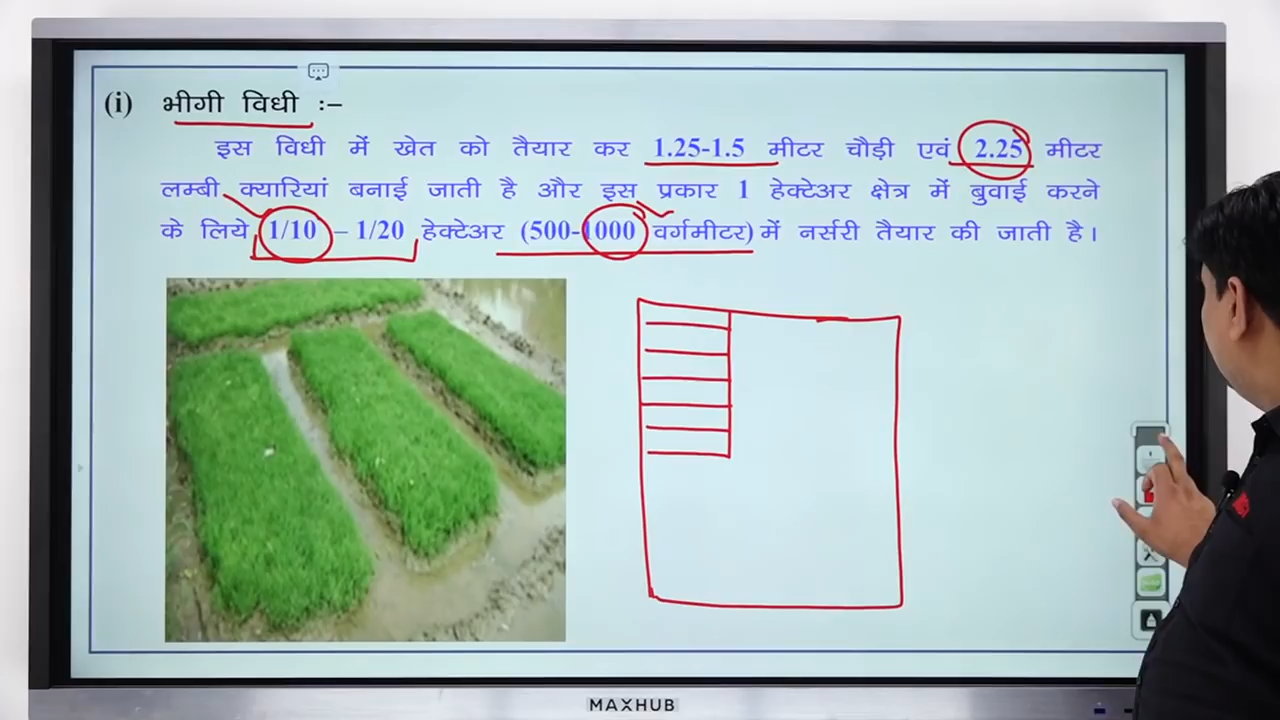 (i) भीगी विधी :–
इस विधी में खेत को तैयार कर 1.25-1.5 मीटर चौड़ी एवं 2.25 मीटर
लम्बी क्यारियां बनाई जाती है और इस प्रकार 1 हेक्टेअर क्षेत्र में बुवाई करने
के लिये 1/10 – 1/20 हेक्टेअर (500-1000 वर्गमीटर) में नर्सरी तैयार की जाती है।
MAXHUB